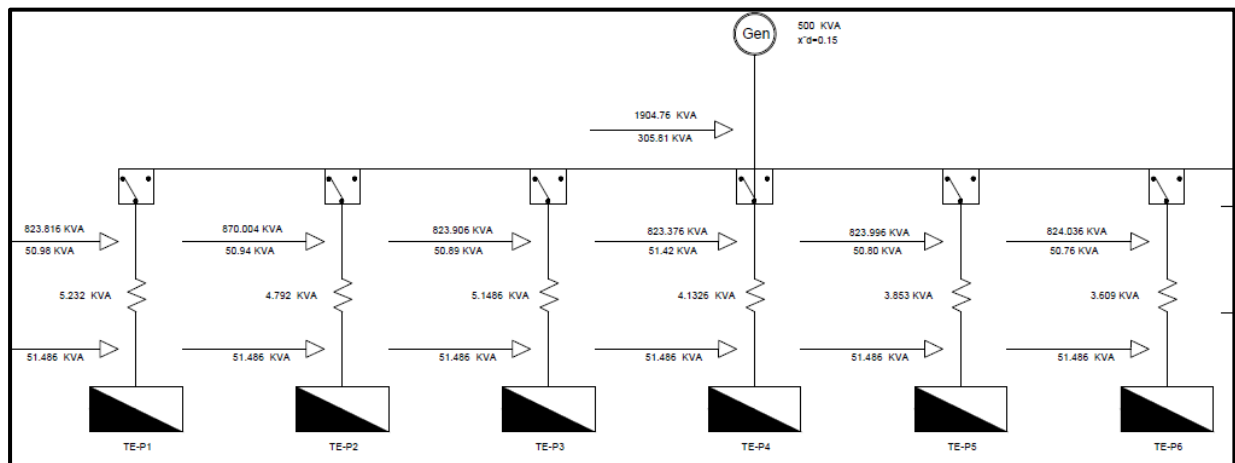 Gen
500 KVA
x¨d=0.15
1904.76 KVA
305.81 KVA
823.816 KVA
50.98 KVA
870.004 KVA
50.94 KVA
823.906 KVA
50.89 KVA
823.376 KVA
51.42 KVA
823.996 KVA
50.80 KVA
824.036 KVA
50.76 KVA
5.232 KVA
4.792 KVA
5.1486 KVA
4.1326 KVA
3.853 KVA
3.609 KVA
51.486 KVA
51.486 KVA
51.486 KVA
51.486 KVA
51.486 KVA
51.486 KVA
TE-P1
TE-P2
TE-P3
TE-P4
TE-P5
TE-P6